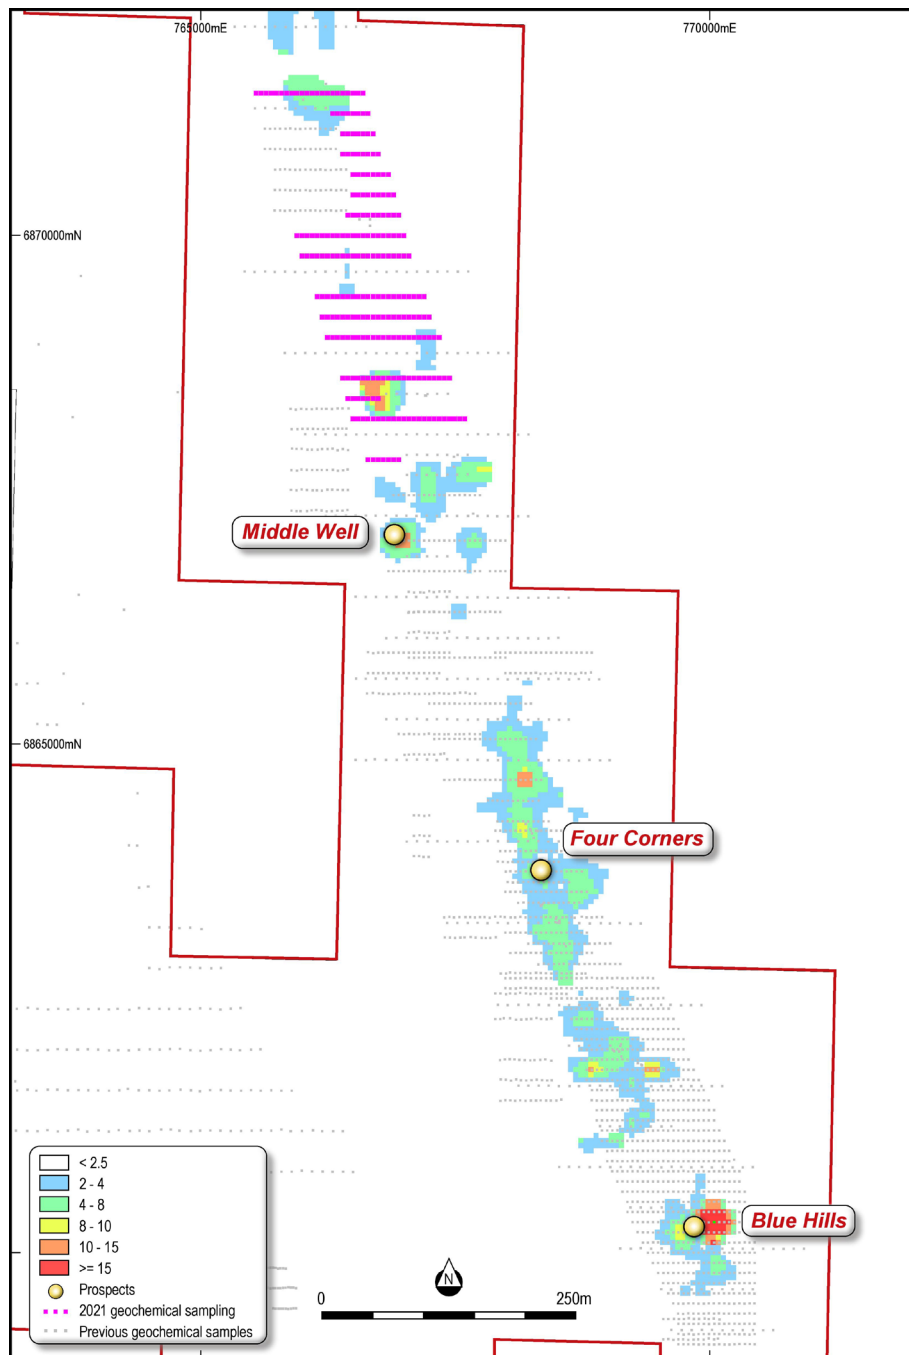 765000mE
770000mE
6870000mN
Middle Well
6865000mN
Four Corners
Blue Hills
< 2.5
2 - 4
4 - 8
8 - 10
10 - 15
>= 15
Prospects
2021 geochemical sampling
Previous geochemical samples
N
0
250m